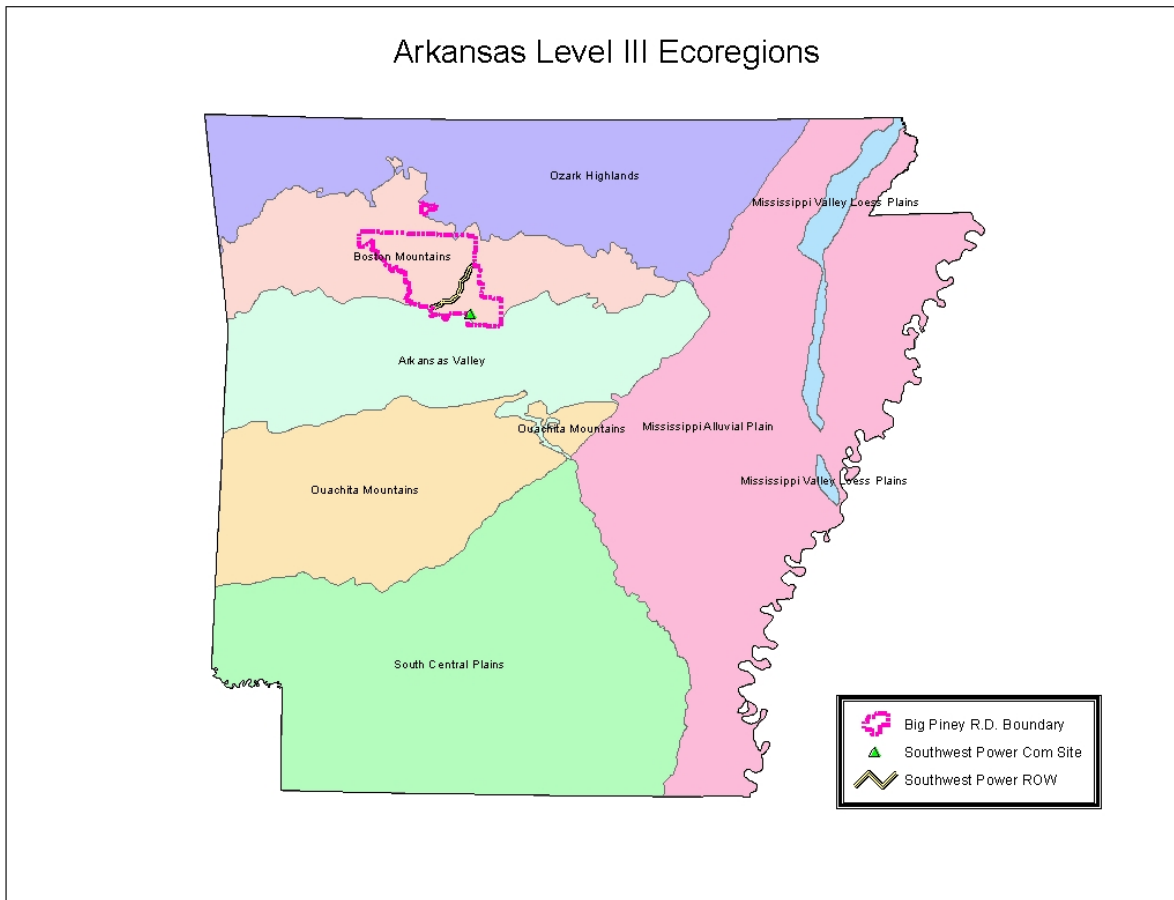 Arkansas Level III Ecoregions
Ozark Highlands
Mississippi Valley Loess Plains
Boston Mountains
Arkansas Valley
Ouachita Mountains
Mississippi Alluvial Plain
Mississippi Valley Loess Plains
Ouachita Mountains
South Central Plains
Big Piney R.D. Boundary
Southwest Power Com Site
Southwest Power ROW